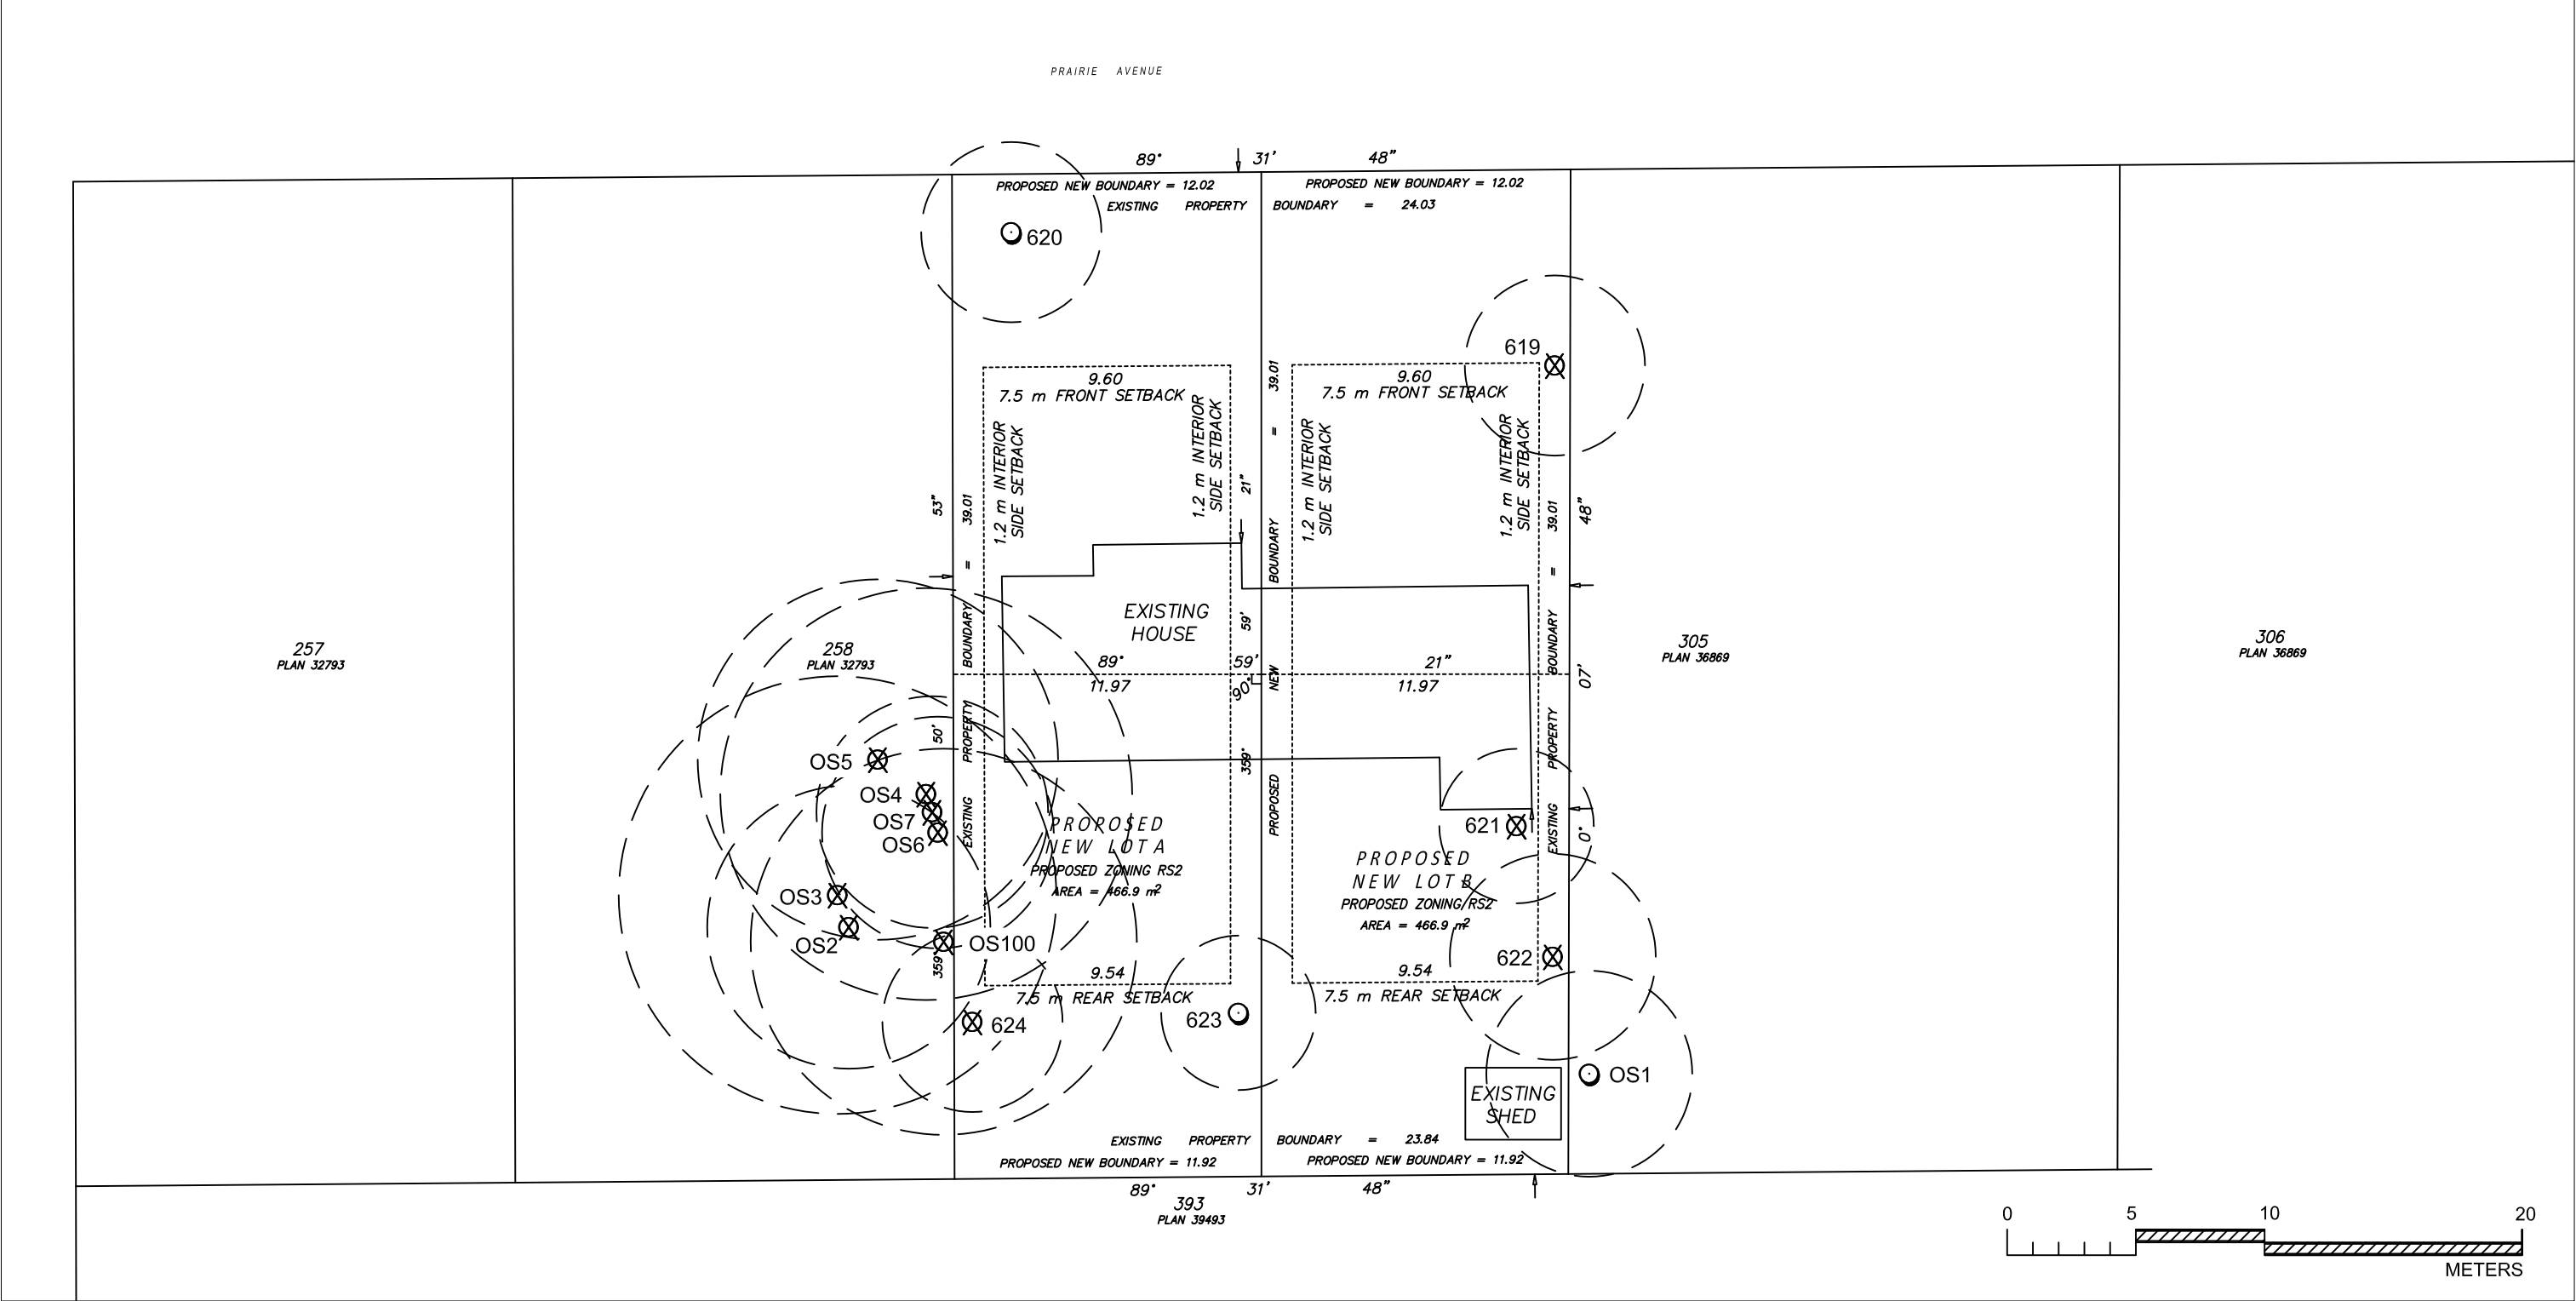 PRAIRIE AVENUE
89° 31' 48"
PROPOSED NEW BOUNDARY = 12.02
PROPOSED NEW BOUNDARY = 12.02
EXISTING PROPERTY BOUNDARY = 24.03
620
619
9.60
7.5 m FRONT SETBACK
9.60
7.5 m FRONT SETBACK
1.2 m INTERIOR
SIDE SETBACK
1.2 m INTERIOR
SIDE SETBACK
1.2 m INTERIOR
SIDE SETBACK
1.2 m INTERIOR
SIDE SETBACK
359° 50' 53"
EXISTING PROPERTY BOUNDARY = 39.01
359° 59' 21"
PROPOSED NEW BOUNDARY = 39.01
EXISTING PROPERTY BOUNDARY = 39.01
0° 07' 48"
EXISTING
HOUSE
257
PLAN 32793
258
PLAN 32793
305
PLAN 36869
306
PLAN 36869
89° 59' 21"
11.97
90°
11.97
OS5
OS4
OS7
OS6
OS3
OS2
OS100
PROPOSED
NEW LOT A
PROPOSED ZONING RS2
AREA = 466.9 m²
621
PROPOSED
NEW LOT B
PROPOSED ZONING RS2
AREA = 466.9 m²
622
9.54
7.5 m REAR SETBACK
9.54
7.5 m REAR SETBACK
624
623
OS1
EXISTING
SHED
EXISTING PROPERTY BOUNDARY = 23.84
PROPOSED NEW BOUNDARY = 11.92
PROPOSED NEW BOUNDARY = 11.92
89° 31' 48"
393
PLAN 39493
0 5 10 20
METERS